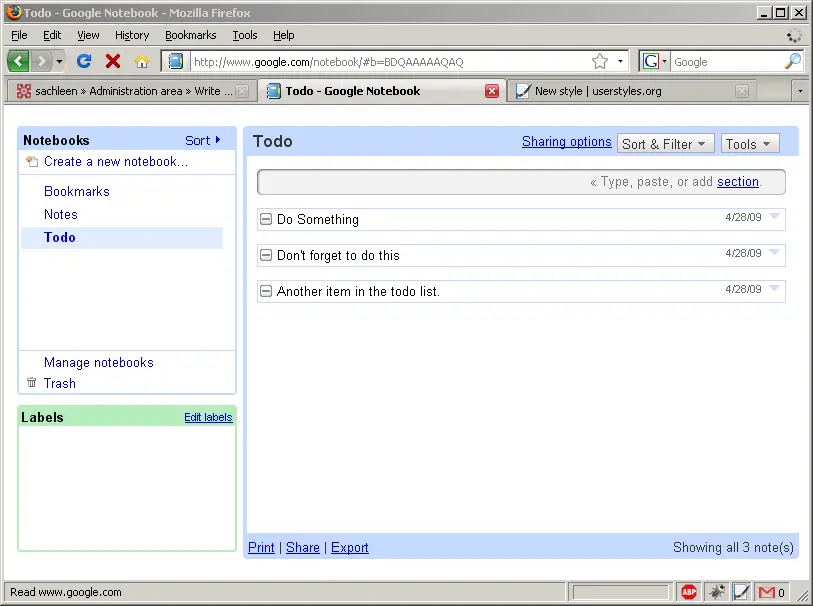 Todo - Google Notebook - Mozilla Firefox
File Edit View History Bookmarks Tools Help
http://www.google.com/notebook/#b=BDQAAAAAQAQ
G Google
sachleen » Administration area » Write ...
Todo - Google Notebook
New style | userstyles.org
Notebooks Sort
Create a new notebook...
Bookmarks
Notes
Todo
Manage notebooks
Trash
Labels Edit labels
Todo Sharing options Sort & Filter Tools
« Type, paste, or add section.
Do Something 4/28/09
Don't forget to do this 4/28/09
Another item in the todo list. 4/28/09
Print | Share | Export Showing all 3 note(s)
Read www.google.com ABP 0